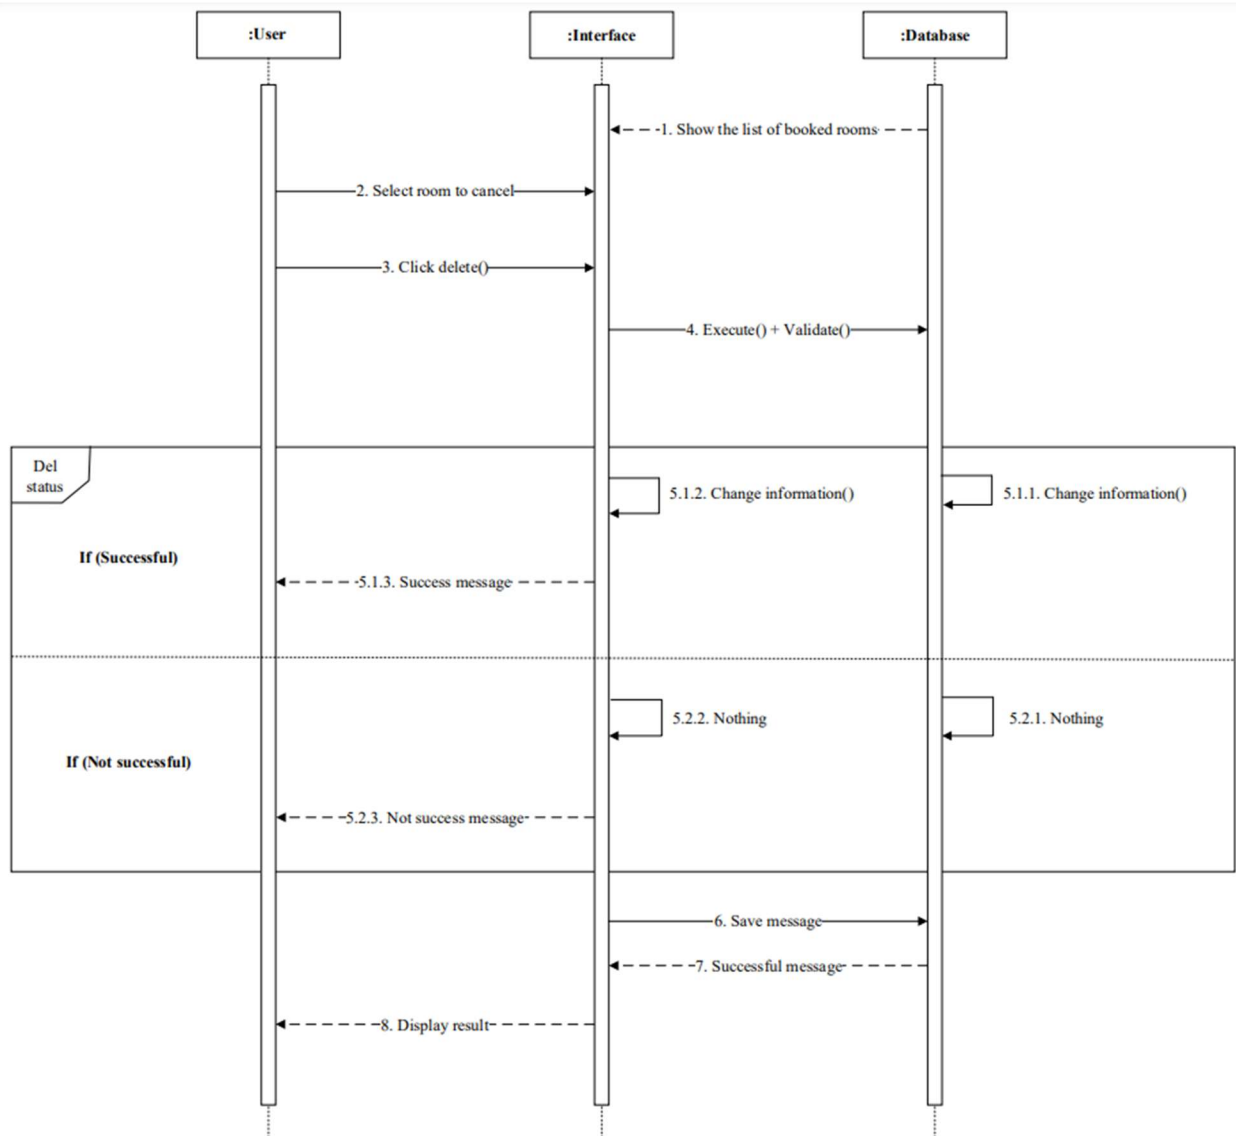 :User
:Interface
:Database
1. Show the list of booked rooms
2. Select room to cancel
3. Click delete()
4. Execute() + Validate()
Del
status
5.1.2. Change information()
5.1.1. Change information()
If (Successful)
5.1.3. Success message
5.2.2. Nothing
5.2.1. Nothing
If (Not successful)
5.2.3. Not success message
6. Save message
7. Successful message
8. Display result